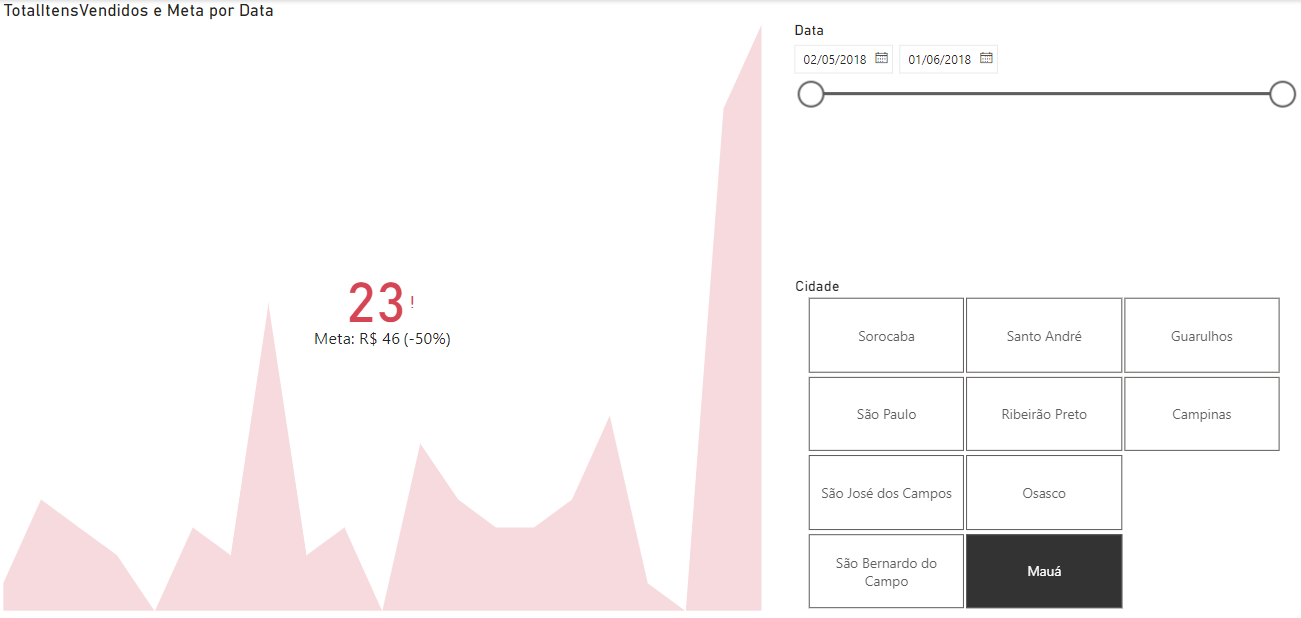 TotalItensVendidos e Meta por Data
23 !
Meta: R$ 46 (-50%)
Data
02/05/2018 01/06/2018
Cidade
Sorocaba Santo André Guarulhos
São Paulo Ribeirão Preto Campinas
São José dos Campos Osasco
São Bernardo do
Campo
Mauá